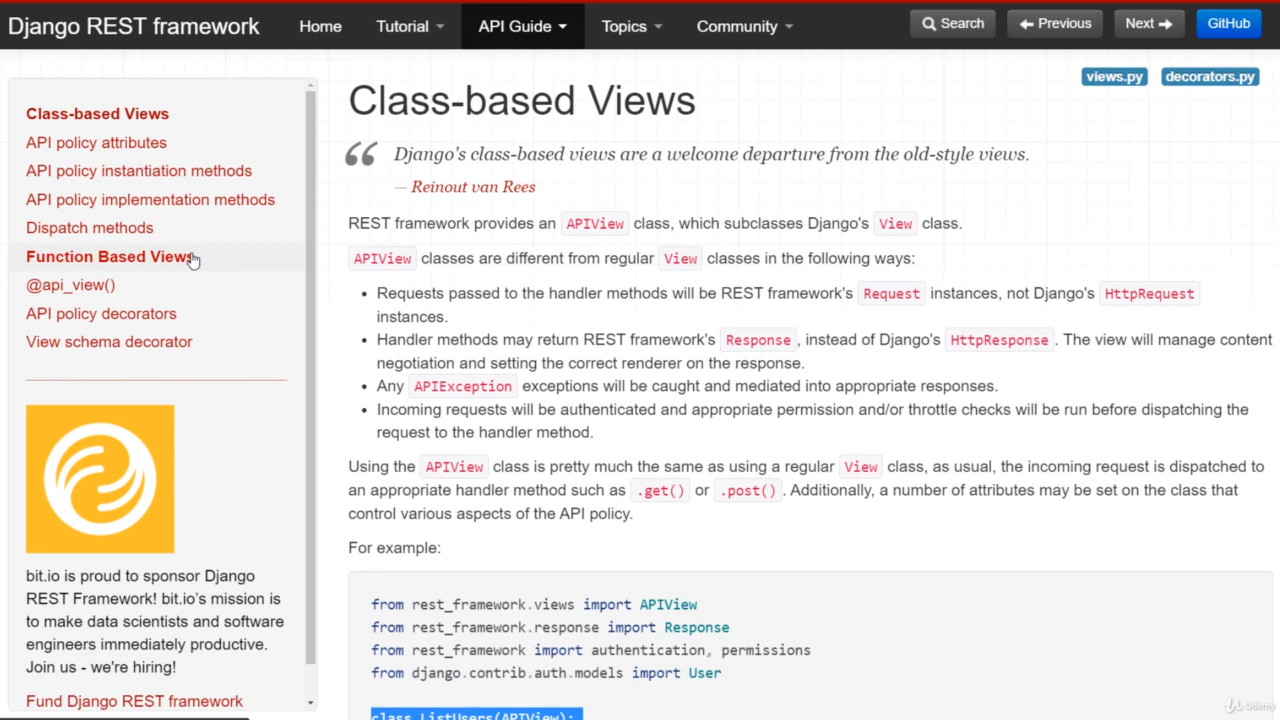 Django REST framework
Home
Tutorial
API Guide
Topics
Community
Search
Previous
Next
GitHub
views.py
decorators.py
Class-based Views
API policy attributes
API policy instantiation methods
API policy implementation methods
Dispatch methods
Function Based Views
@api_view()
API policy decorators
View schema decorator
bit.io is proud to sponsor Django
REST Framework! bit.io's mission is
to make data scientists and software
engineers immediately productive.
Join us - we're hiring!
Fund Django REST framework
Class-based Views
“ Django's class-based views are a welcome departure from the old-style views.
— Reinout van Rees
REST framework provides an APIView class, which subclasses Django's View class.
APIView classes are different from regular View classes in the following ways:
• Requests passed to the handler methods will be REST framework's Request instances, not Django's HttpRequest
instances.
• Handler methods may return REST framework's Response, instead of Django's HttpResponse. The view will manage content
negotiation and setting the correct renderer on the response.
• Any APIException exceptions will be caught and mediated into appropriate responses.
• Incoming requests will be authenticated and appropriate permission and/or throttle checks will be run before dispatching the
request to the handler method.
Using the APIView class is pretty much the same as using a regular View class, as usual, the incoming request is dispatched to
an appropriate handler method such as .get() or .post(). Additionally, a number of attributes may be set on the class that
control various aspects of the API policy.
For example:
from rest_framework.views import APIView
from rest_framework.response import Response
from rest_framework import authentication, permissions
from django.contrib.auth.models import User
class ListUsers(APIView):
Udemy